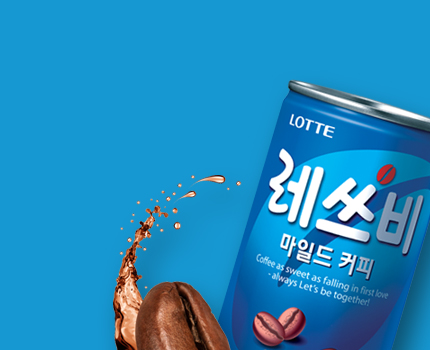 LOTTE
레쓰비
마일드 커피
Coffee as sweet as falling in first love
- always Let's be together!